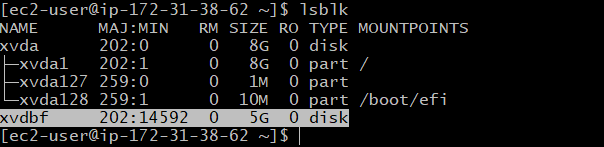 [ec2-user@ip-172-31-38-62 ~]$ lsblk
NAME      MAJ:MIN   RM SIZE RO TYPE MOUNTPOINTS
xvda      202:0      0   8G  0 disk
├─xvda1   202:1      0   8G  0 part /
├─xvda127 259:0      0   1M  0 part
└─xvda128 259:1      0  10M  0 part /boot/efi
xvdbf     202:14592  0   5G  0 disk
[ec2-user@ip-172-31-38-62 ~]$